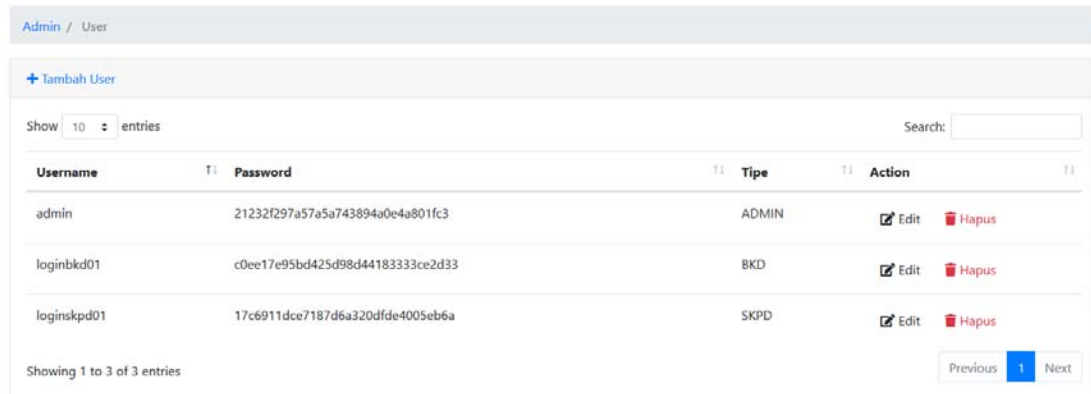 Admin / User
Tambah User
Show 10 entries Search:
Username Password Tipe Action
admin 21232f297a57a5a743894a0e4a801fc3 ADMIN Edit Hapus
loginbkd01 c0ee17e95bd425d98d44183333ce2d33 BKD Edit Hapus
loginskpd01 17c6911dce7187d6a320dfde4005eb6a SKPD Edit Hapus
Showing 1 to 3 of 3 entries Previous 1 Next